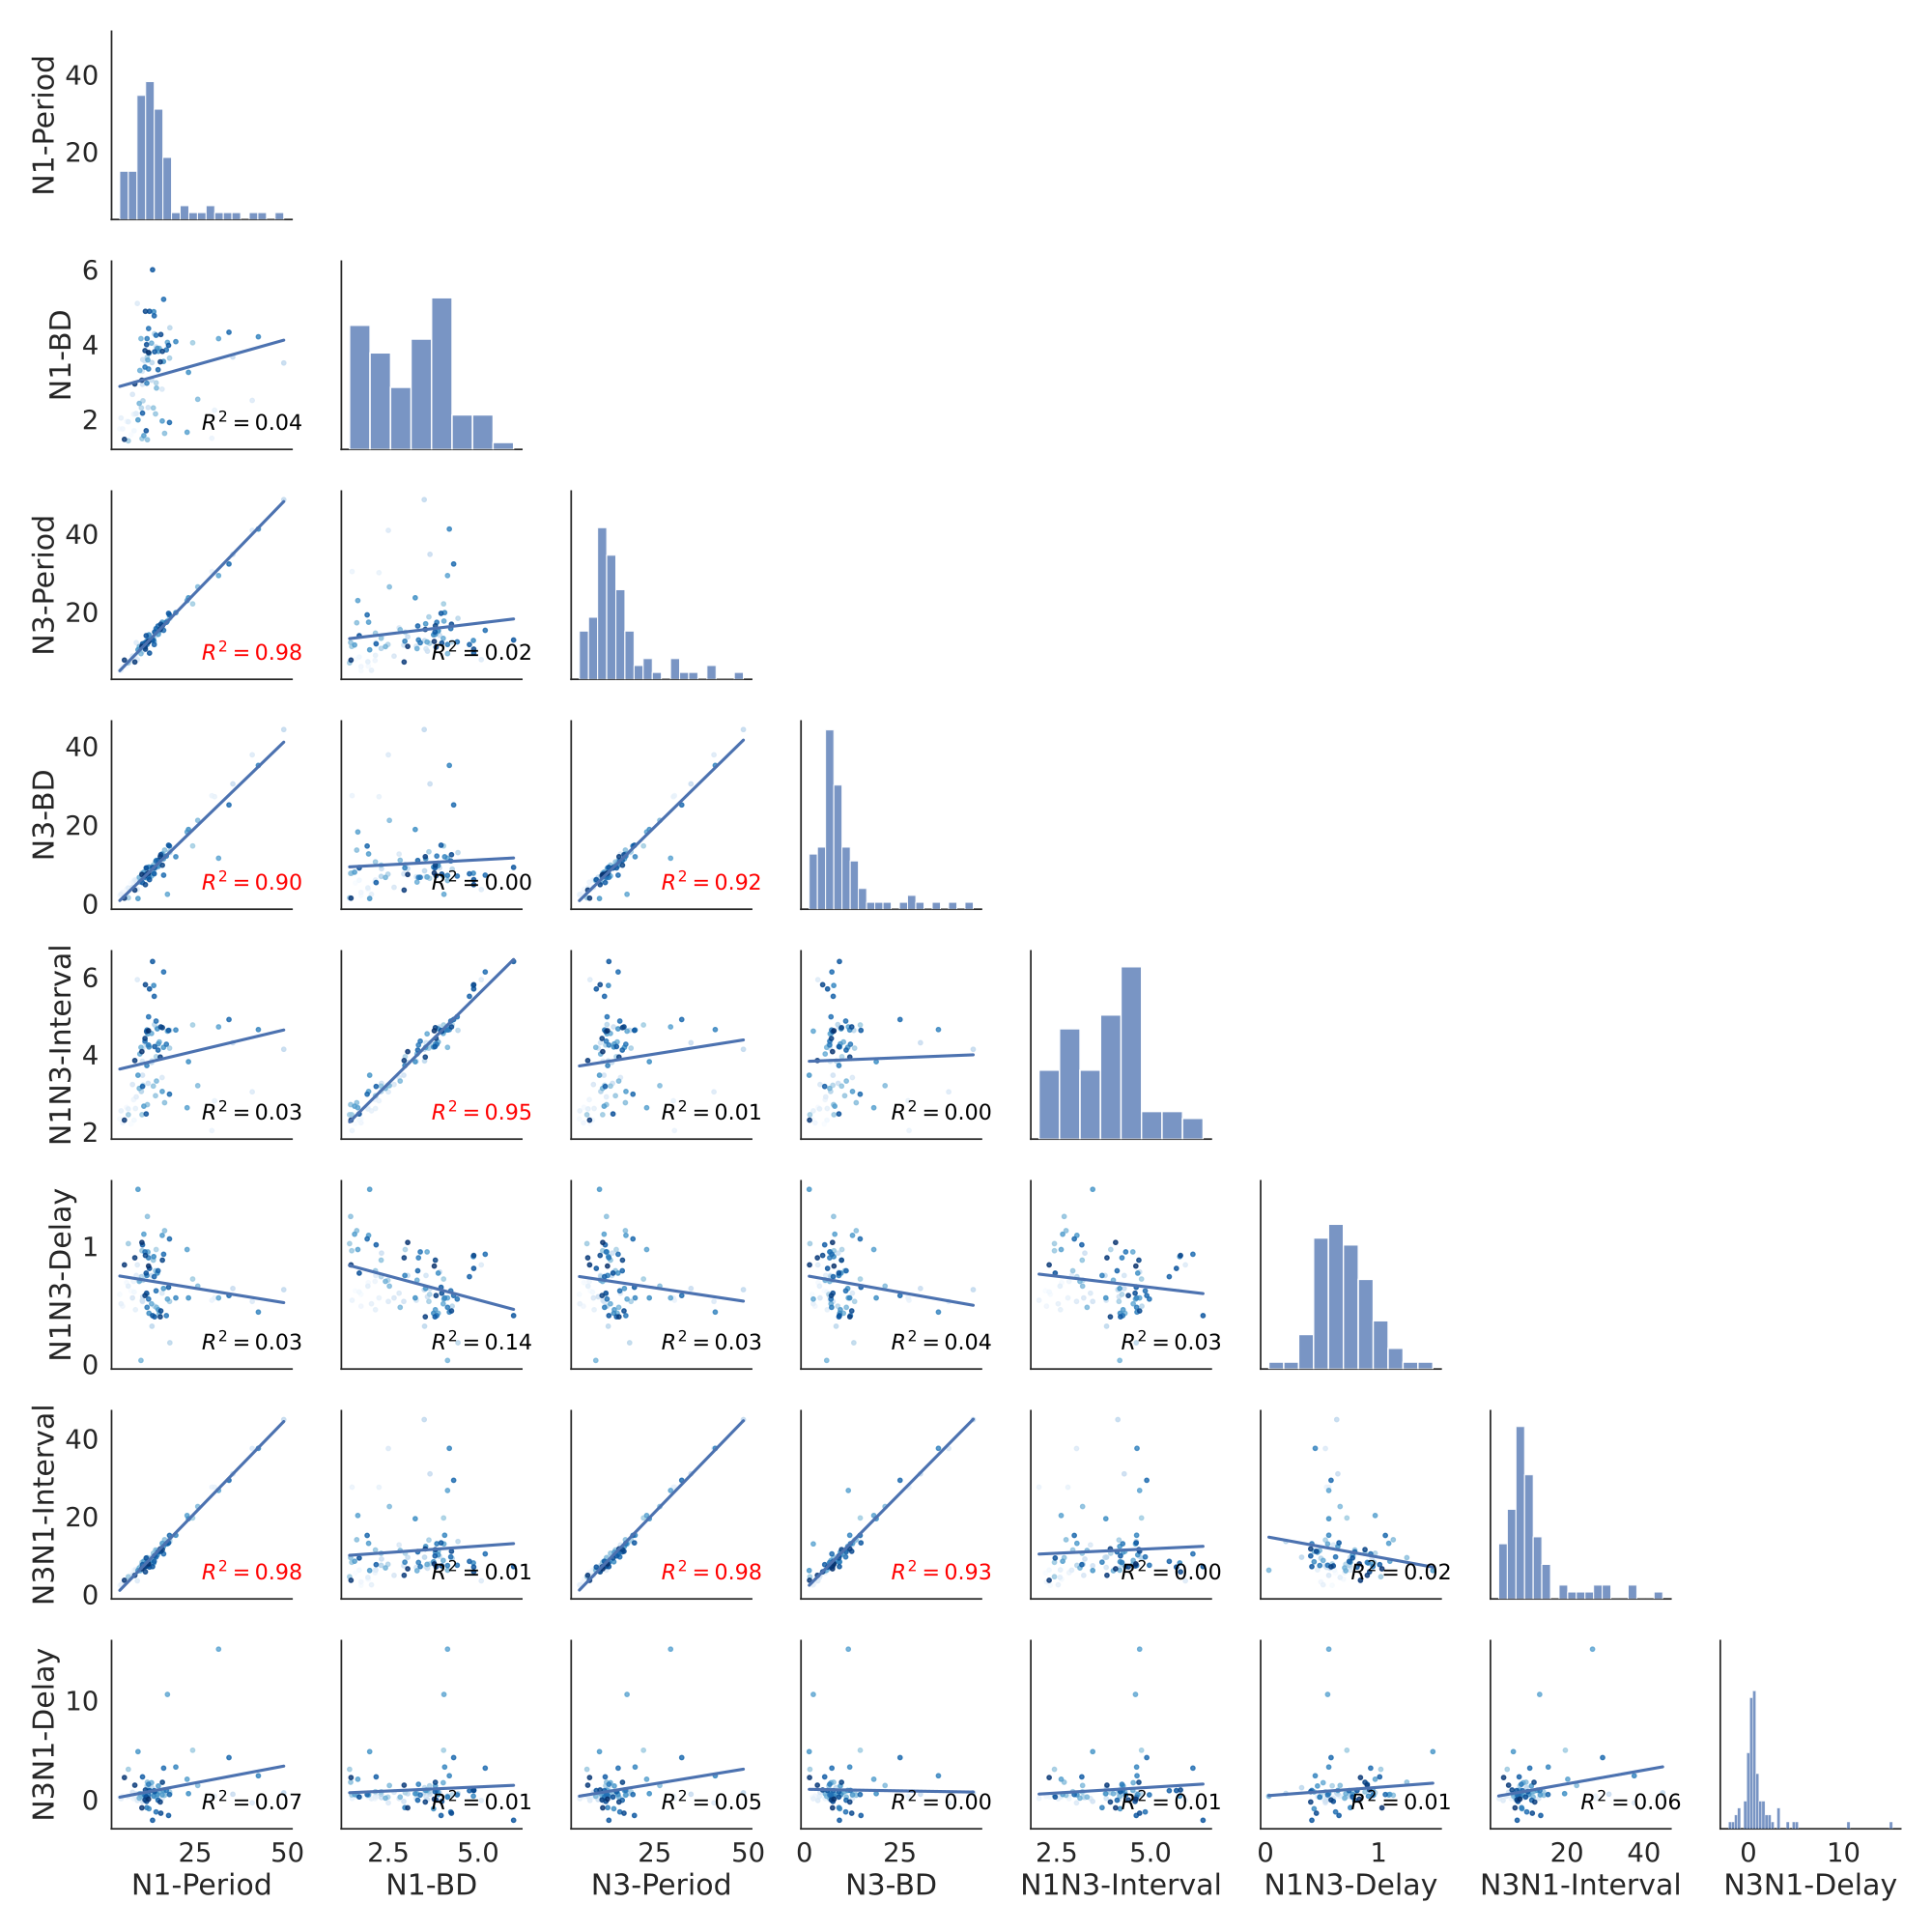 N1-Period
40
20
N1-BD
6
4
2
R² = 0.04
N3-Period
40
20
R² = 0.98
R² = 0.02
N3-BD
40
20
0
R² = 0.90
R² = 0.00
R² = 0.92
N1N3-Interval
6
4
2
R² = 0.03
R² = 0.95
R² = 0.01
R² = 0.00
N1N3-Delay
1
0
R² = 0.03
R² = 0.14
R² = 0.03
R² = 0.04
R² = 0.03
N3N1-Interval
40
20
0
R² = 0.98
R² = 0.01
R² = 0.98
R² = 0.93
R² = 0.00
R² = 0.02
N3N1-Delay
10
0
R² = 0.07
R² = 0.01
R² = 0.05
R² = 0.00
R² = 0.01
R² = 0.01
R² = 0.06
25 50 2.5 5.0 25 50 0 25 2.5 5.0 0 1 20 40 0 10
N1-Period N1-BD N3-Period N3-BD N1N3-Interval N1N3-Delay N3N1-Interval N3N1-Delay